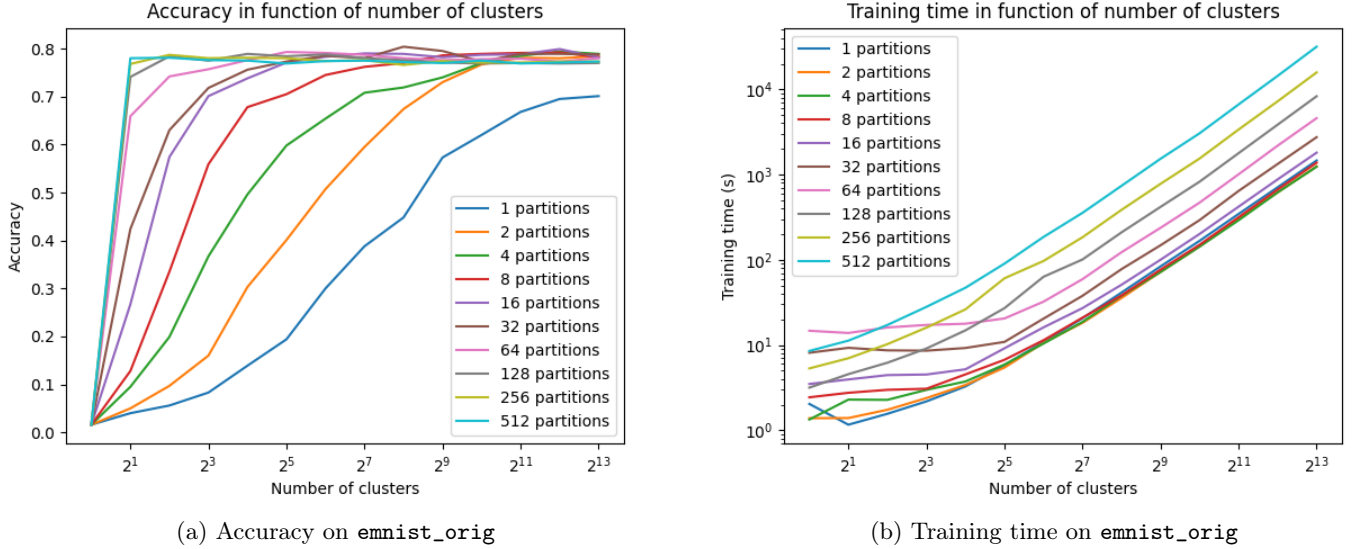 Accuracy in function of number of clusters
0.8
0.7
0.6
0.5
0.4
0.3
0.2
0.1
0.0
Accuracy
1 partitions
2 partitions
4 partitions
8 partitions
16 partitions
32 partitions
64 partitions
128 partitions
256 partitions
512 partitions
2^1 2^3 2^5 2^7 2^9 2^11 2^13
Number of clusters
(a) Accuracy on emnist_orig
Training time in function of number of clusters
10^4
10^3
10^2
10^1
10^0
Training time (s)
1 partitions
2 partitions
4 partitions
8 partitions
16 partitions
32 partitions
64 partitions
128 partitions
256 partitions
512 partitions
2^1 2^3 2^5 2^7 2^9 2^11 2^13
Number of clusters
(b) Training time on emnist_orig